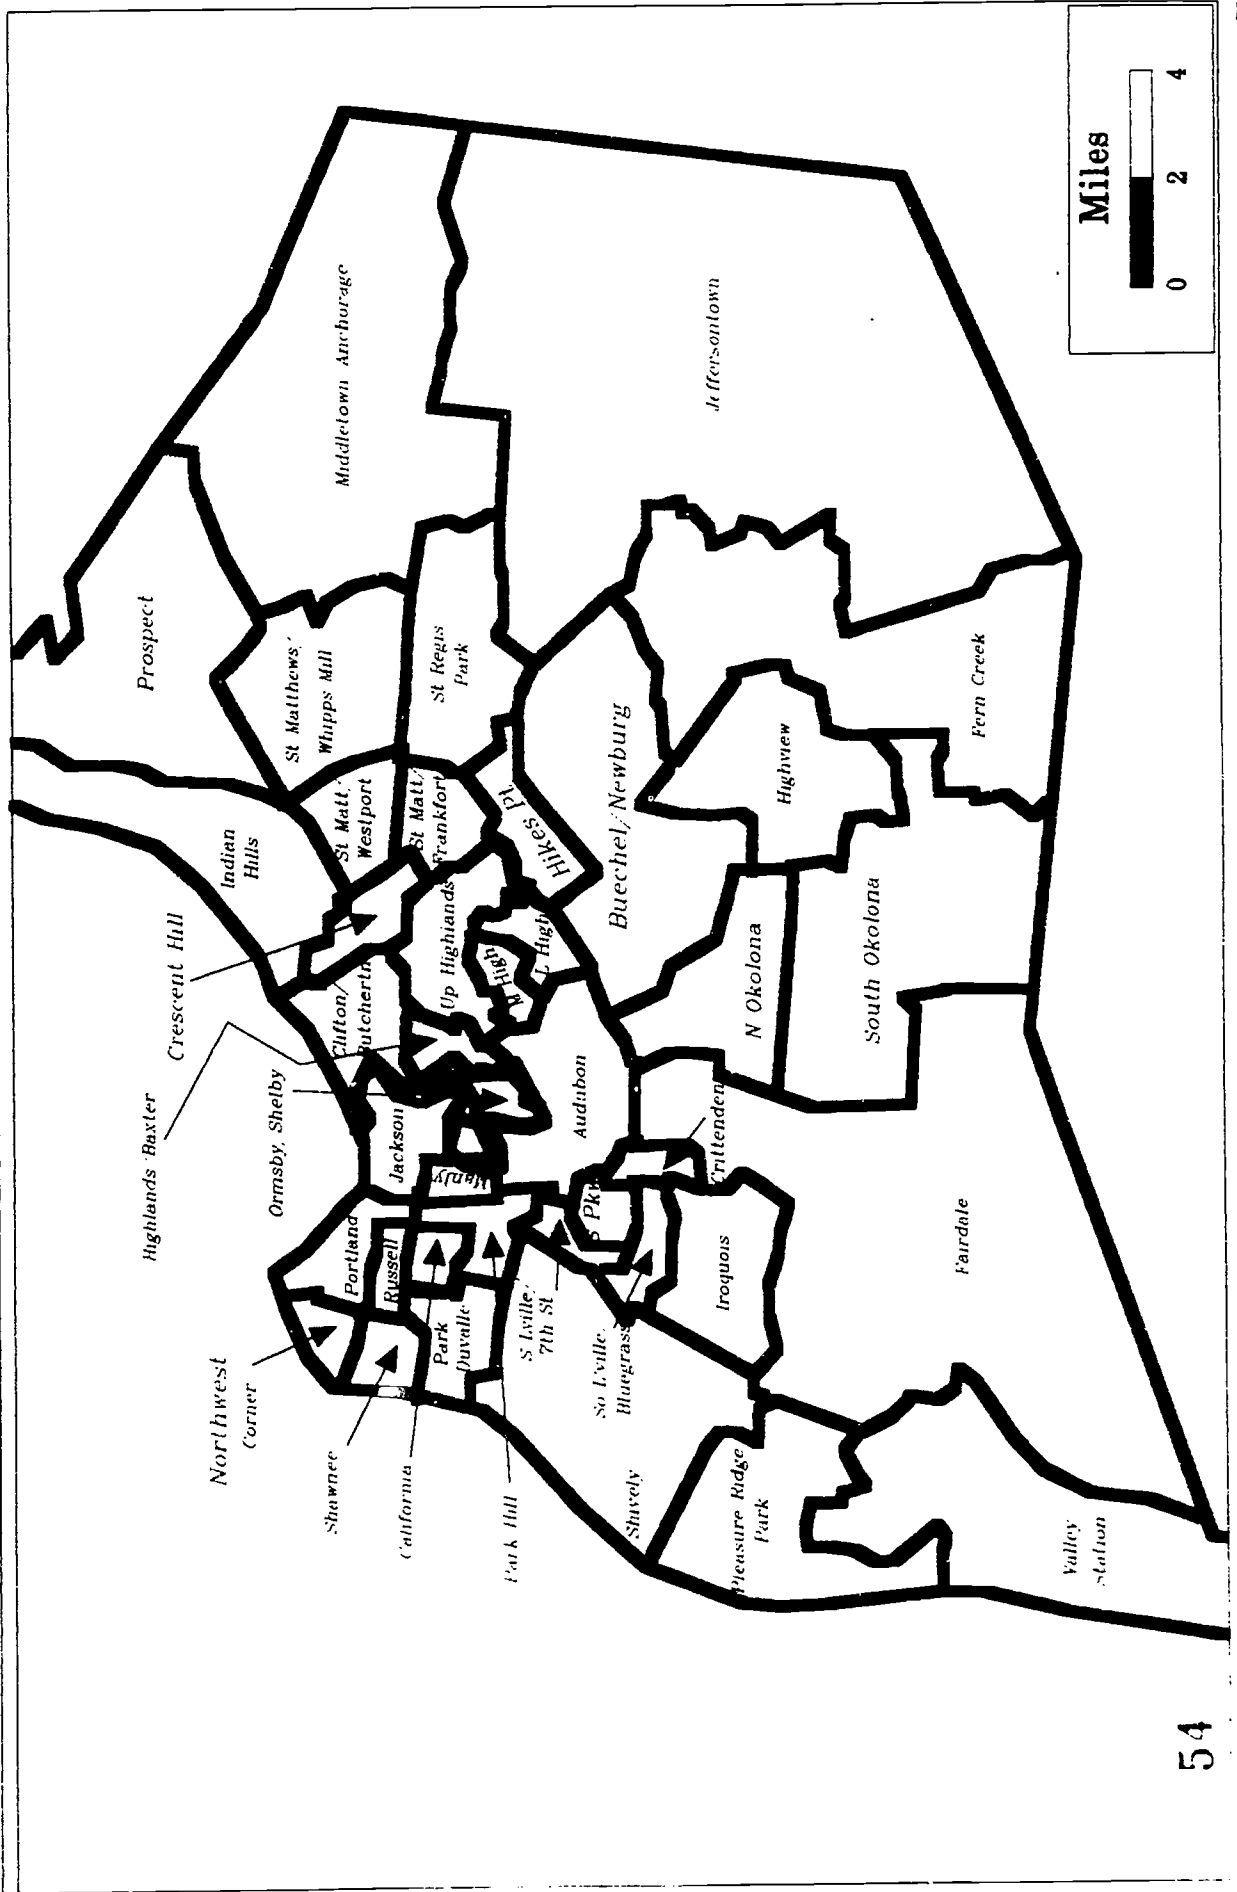 Prospect
Middletown Anchorage
St Matthews/
Whipps Mill
Indian
Hills
St Matt/
Westport
St Regis
Park
St Matt/
Frankfort
Jeffersontown
Crescent Hill
Highlands Baxter
Ormsby, Shelby
Clifton/
Butchertn
Up Highlands
Hikes Pt.
M High
L High
Buechel/Newburg
Highview
Fern Creek
Northwest
Corner
Portland
Jackson
Russell
Manly
Audubon
N Okolona
South Okolona
Shawnee
California
Park
Duvalle
Park Hill
S Lville/
7th St
S Pkw
Crittenden
So Lville
Bluegrass
Iroquois
Fairdale
Shively
Pleasure Ridge
Park
Valley
Station
Miles
0 2 4
54